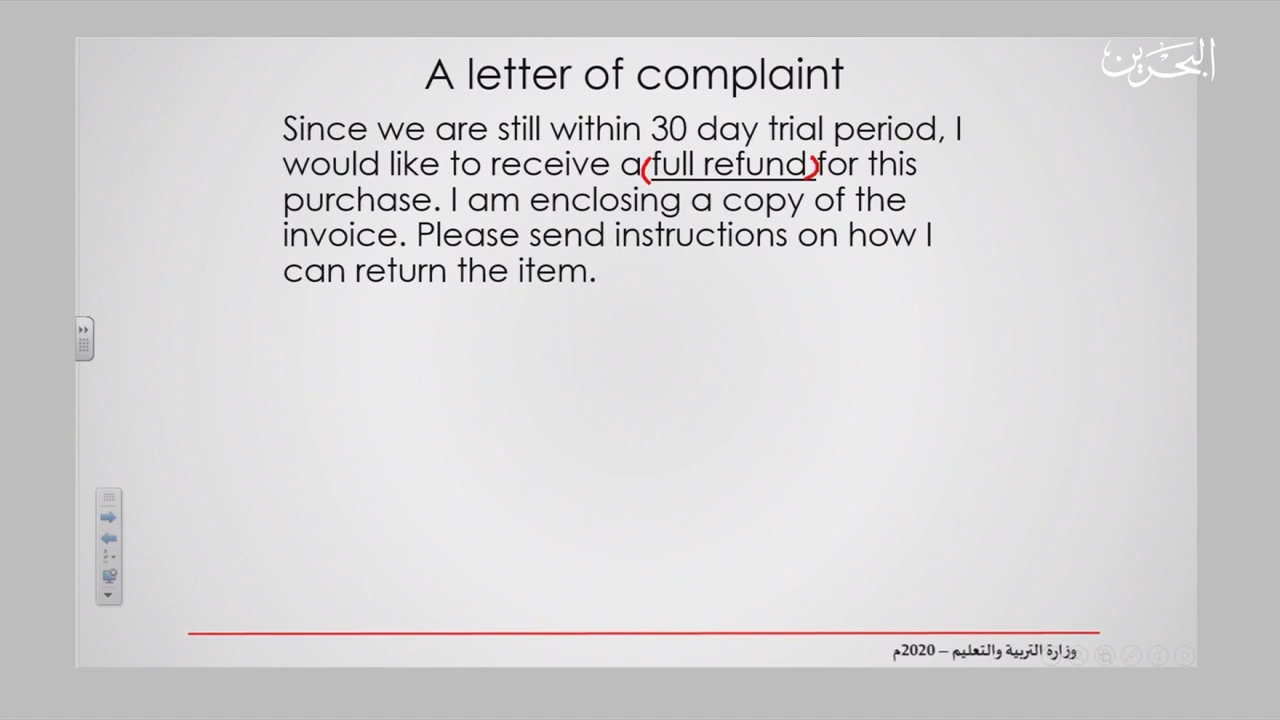 البحرين
A letter of complaint
Since we are still within 30 day trial period, I
would like to receive a (full refund) for this
purchase. I am enclosing a copy of the
invoice. Please send instructions on how I
can return the item.
وزارة التربية والتعليم – 2020م